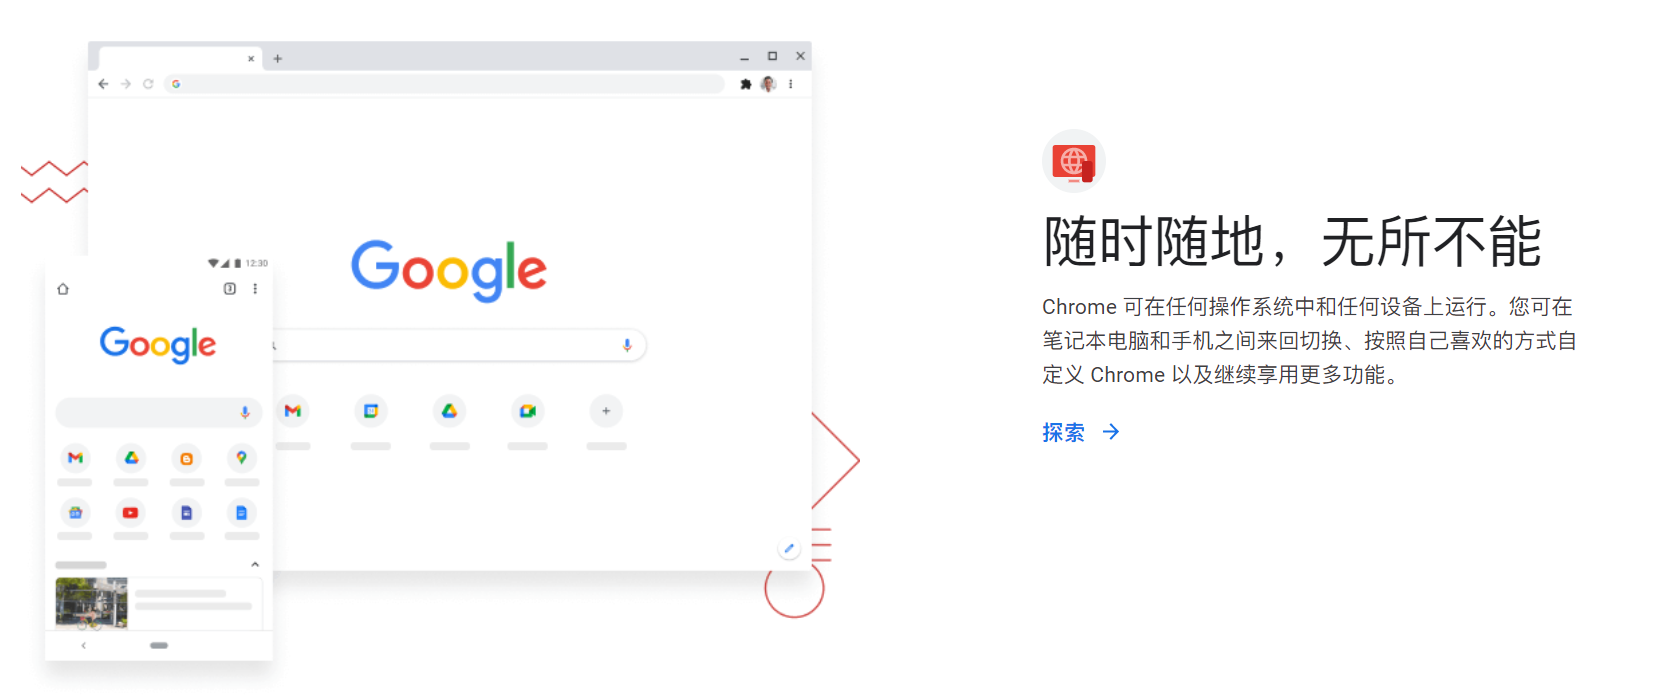 Google
12:30
3
Google
随时随地，无所不能
Chrome 可在任何操作系统中和任何设备上运行。您可在
笔记本电脑和手机之间来回切换、按照自己喜欢的方式自
定义 Chrome 以及继续享用更多功能。
探索 →